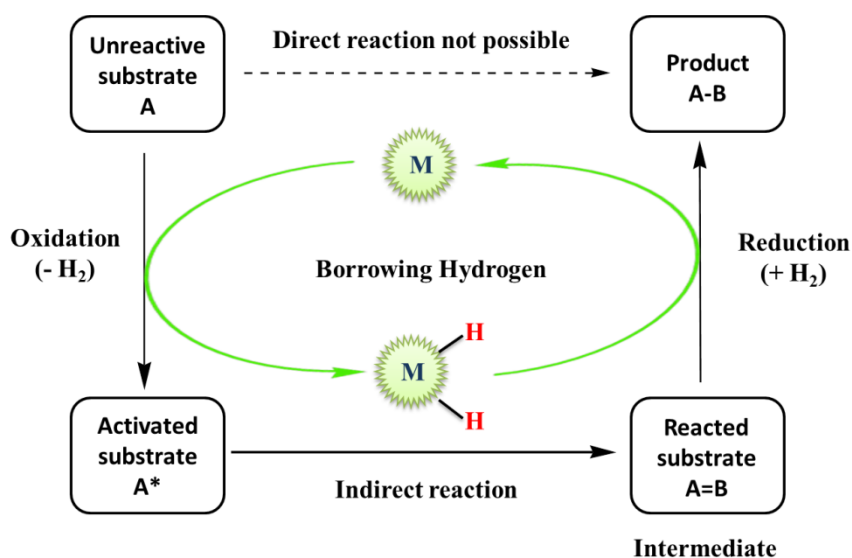 Unreactive
substrate
A
Direct reaction not possible
Product
A-B
M
Oxidation
(- H₂)
Borrowing Hydrogen
Reduction
(+ H₂)
H
M
H
Activated
substrate
A*
Indirect reaction
Reacted
substrate
A=B
Intermediate